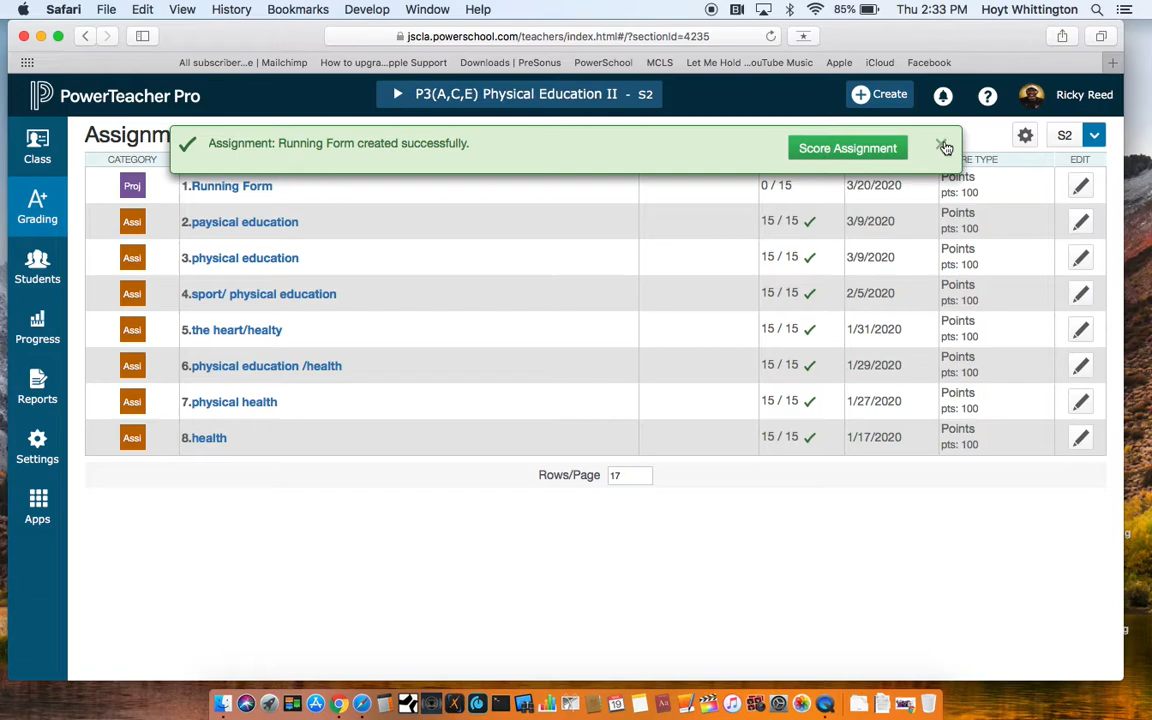 Safari File Edit View History Bookmarks Develop Window Help 85% Thu 2:33 PM Hoyt Whittington
jscla.powerschool.com/teachers/index.html#/?sectionId=4235
All subscriber...e | Mailchimp How to upgra...pple Support Downloads | PreSonus PowerSchool MCLS Let Me Hold ...ouTube Music Apple iCloud Facebook
PowerTeacher Pro P3(A,C,E) Physical Education II - S2 Create Ricky Reed
Class
Grading
Students
Progress
Reports
Settings
Apps
Assignm S2
Assignment: Running Form created successfully. Score Assignment
CATEGORY RE TYPE EDIT
Proj 1.Running Form 0 / 15 3/20/2020 Points
pts: 100
Assi 2.paysical education 15 / 15 3/9/2020 Points
pts: 100
Assi 3.physical education 15 / 15 3/9/2020 Points
pts: 100
Assi 4.sport/ physical education 15 / 15 2/5/2020 Points
pts: 100
Assi 5.the heart/healty 15 / 15 1/31/2020 Points
pts: 100
Assi 6.physical education /health 15 / 15 1/29/2020 Points
pts: 100
Assi 7.physical health 15 / 15 1/27/2020 Points
pts: 100
Assi 8.health 15 / 15 1/17/2020 Points
pts: 100
Rows/Page 17